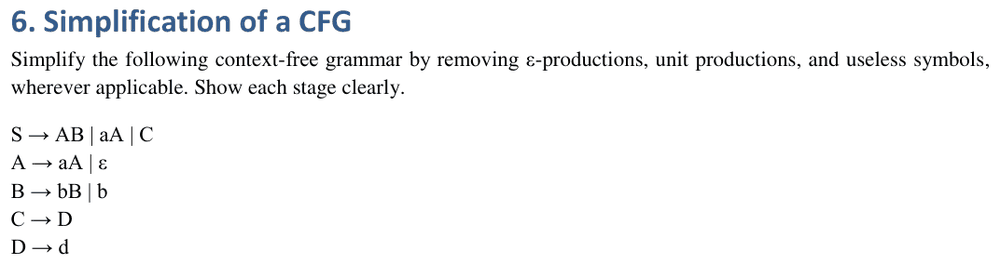 6. Simplification of a CFG
Simplify the following context-free grammar by removing ε-productions, unit productions, and useless symbols,
wherever applicable. Show each stage clearly.
S → AB | aA | C
A → aA | ε
B → bB | b
C → D
D → d